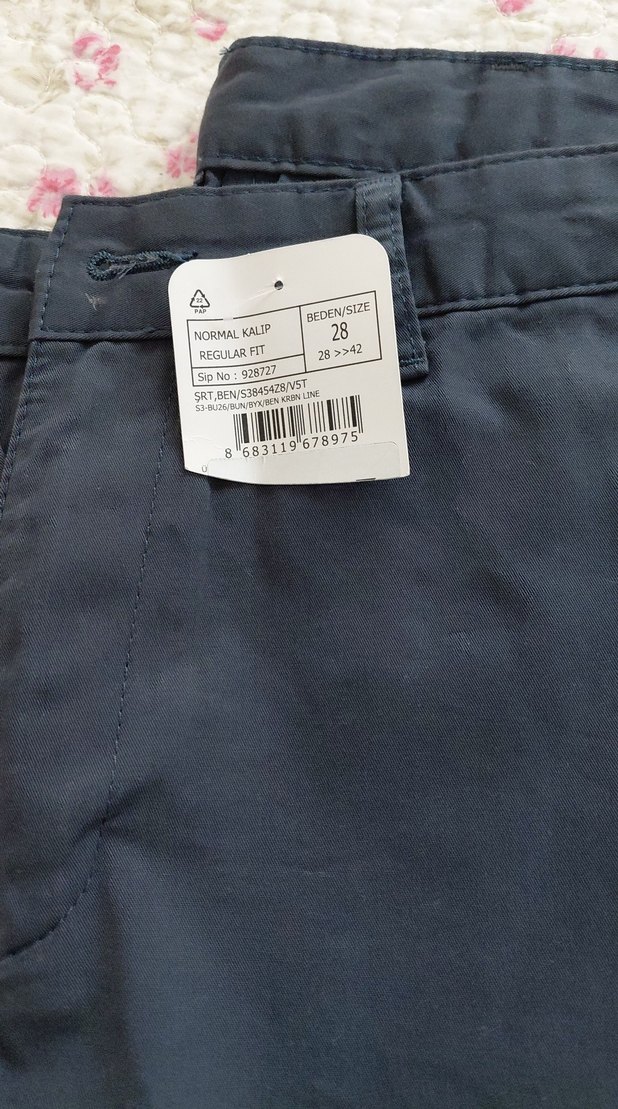 22
PAP
NORMAL KALIP
REGULAR FIT
BEDEN/SIZE
28
28 >>42
Sip No : 928727
ŞRT,BEN/S38454Z8/V5T
S3-BU26/BUN/BYX/BEN KRBN LINE
8 683119 678975